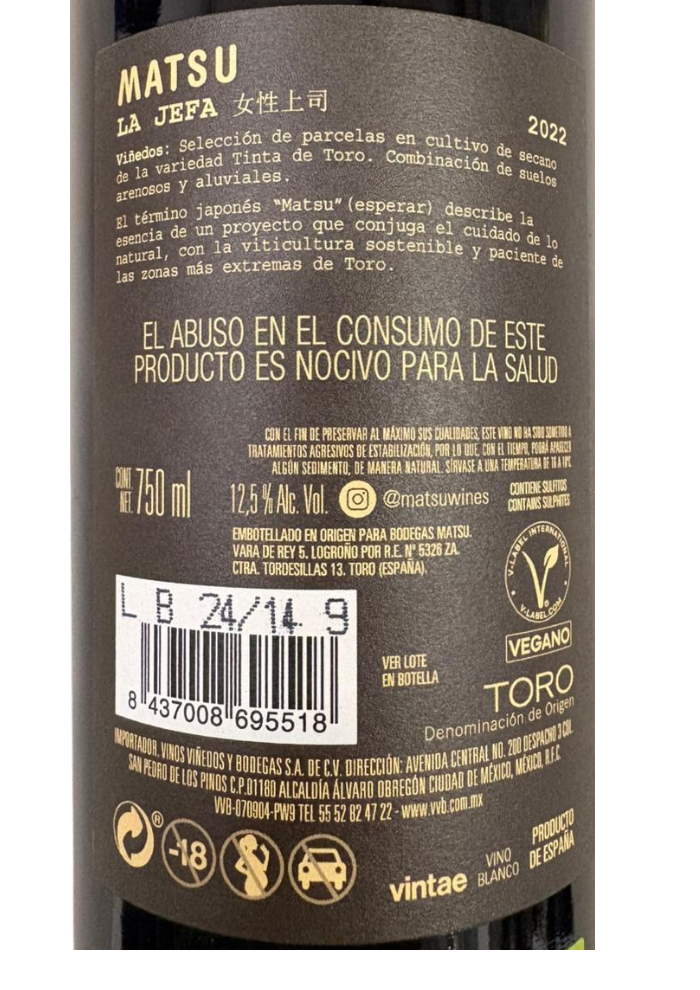 MATSU
LA JEFA 女性上司
2022
Viñedos: Selección de parcelas en cultivo de secano
de la variedad Tinta de Toro. Combinación de suelos
arenosos y aluviales.
El término japonés "Matsu" (esperar) describe la
esencia de un proyecto que conjuga el cuidado de lo
natural, con la viticultura sostenible y paciente de
las zonas más extremas de Toro.
EL ABUSO EN EL CONSUMO DE ESTE
PRODUCTO ES NOCIVO PARA LA SALUD
CON EL FIN DE PRESERVAR AL MÁXIMO SUS CUALIDADES, ESTE VINO NO HA SIDO SOMETIDO A
TRATAMIENTOS AGRESIVOS DE ESTABILIZACIÓN, POR LO QUE, CON EL TIEMPO, PODRÁ APARECER
ALGÚN SEDIMENTO, DE MANERA NATURAL. SÍRVASE A UNA TEMPERATURA DE
CONT.
NET. 750 ml
12,5 % Alc. Vol.
@matsuwines
CONTIENE SULFITOS
CONTAINS SULPHITES
EMBOTELLADO EN ORIGEN PARA BODEGAS MATSU.
VARA DE REY 5. LOGROÑO POR R.E. Nº 5326 ZA.
CTRA. TORDESILLAS 13. TORO (ESPAÑA).
V-LABEL INTERNATIONAL
V-LABEL.COM
VEGANO
L B 24/14 9
8 437008 695518
VER LOTE
EN BOTELLA
TORO
Denominación de Origen
IMPORTADOR. VINOS VIÑEDOS Y BODEGAS S.A. DE C.V. DIRECCIÓN: AVENIDA CENTRAL NO. 200 DESPACHO 3 COL.
SAN PEDRO DE LOS PINOS C.P.01180 ALCALDÍA ÁLVARO OBREGÓN CIUDAD DE MÉXICO, MÉXICO, R.F.C.
VVB-070904-PW9 TEL 55 52 82 47 22 - www.vvb.com.mx
®
-18
vintae
VINO
BLANCO
PRODUCTO
DE ESPAÑA